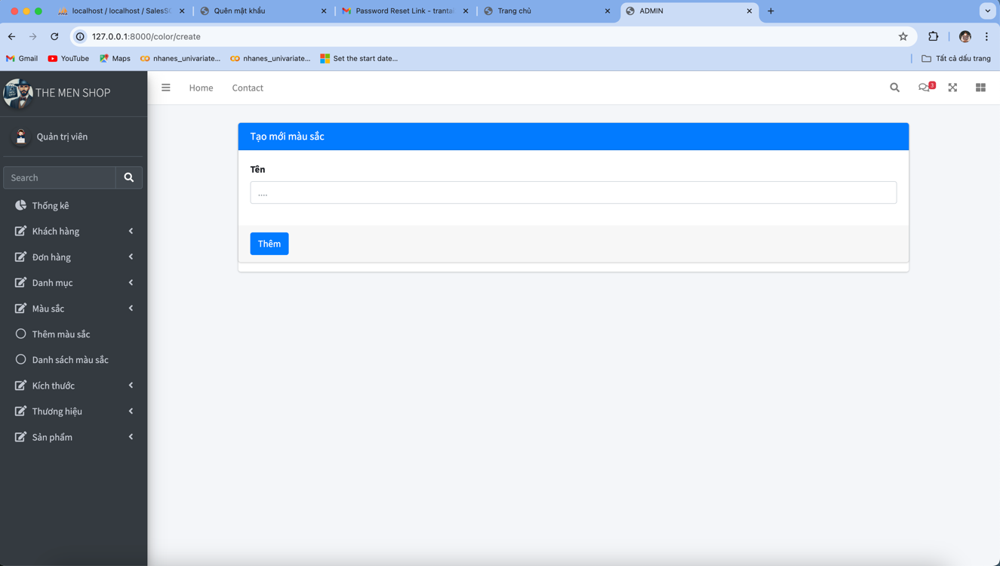 localhost / localhost / SalesSO
Quên mật khẩu
Password Reset Link - tranta
Trang chủ
ADMIN
127.0.0.1:8000/color/create
Gmail
YouTube
Maps
nhanes_univariate...
nhanes_univariate...
Set the start date...
Tất cả dấu trang
THE MEN SHOP
Home
Contact
3
Quản trị viên
Search
Thống kê
Khách hàng
Đơn hàng
Danh mục
Màu sắc
Thêm màu sắc
Danh sách màu sắc
Kích thước
Thương hiệu
Sản phẩm
Tạo mới màu sắc
Tên
....
Thêm